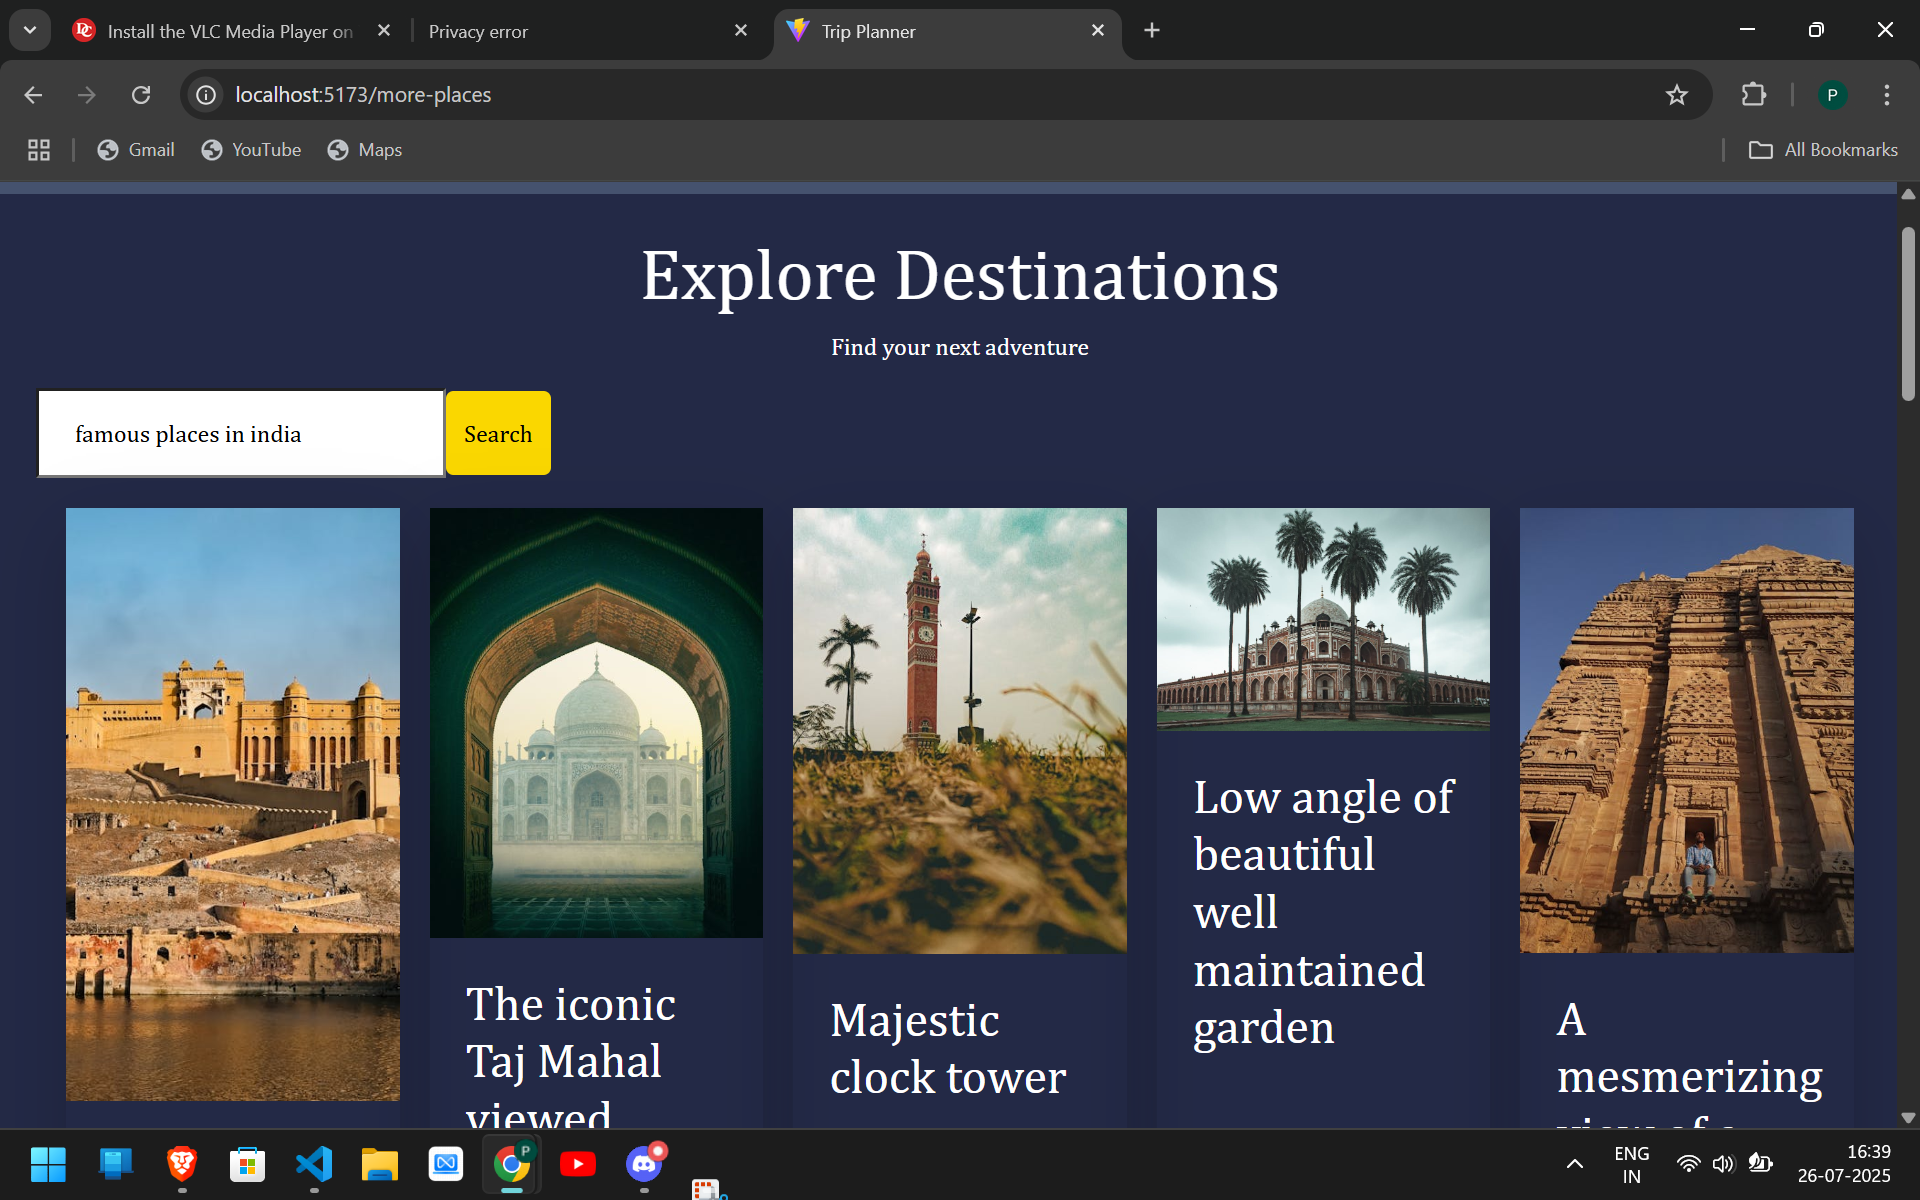 Install the VLC Media Player on
Privacy error
Trip Planner
localhost:5173/more-places
P
Gmail
YouTube
Maps
All Bookmarks
Explore Destinations
Find your next adventure
famous places in india
Search
The iconic
Taj Mahal
viewed
Majestic
clock tower
Low angle of
beautiful
well
maintained
garden
A
mesmerizing
view of a
P
ENG
IN
16:39
26-07-2025